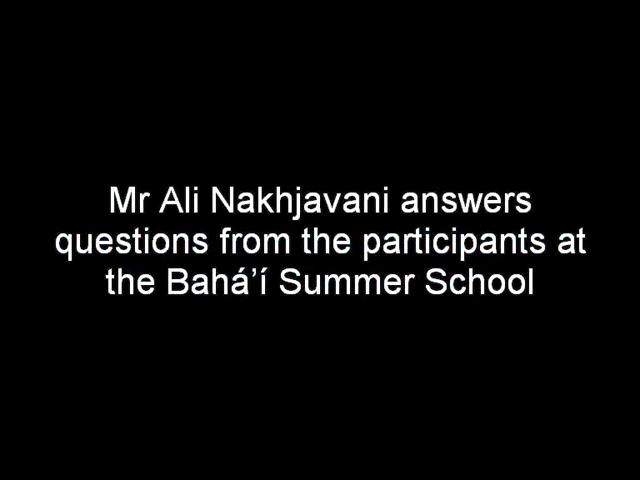 Mr Ali Nakhjavani answers
questions from the participants at
the Bahá’í Summer School